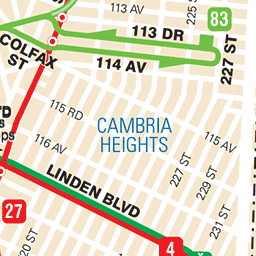 113 AV
83
113 DR
COLFAX
ST
114 AV
227 ST
115 RD
113 AV
116 AV
CAMBRIA
HEIGHTS
LINDEN BLVD
227 ST
229 ST
231 ST
27
4